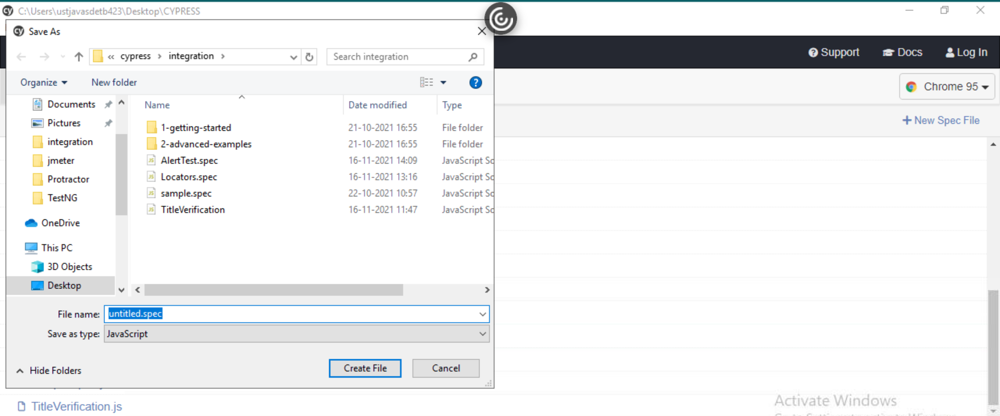 C:\Users\ustjavasdetb423\Desktop\CYPRESS
cy Save As
« cypress › integration ›
Search integration
Support
Docs
Log In
Organize
New folder
?
Chrome 95
Documents
Pictures
integration
jmeter
Protractor
TestNG
OneDrive
This PC
3D Objects
Desktop
Name Date modified Type
1-getting-started 21-10-2021 16:55 File folder
2-advanced-examples 21-10-2021 16:55 File folder
AlertTest.spec 16-11-2021 14:09 JavaScript Sc
Locators.spec 16-11-2021 13:16 JavaScript Sc
sample.spec 22-10-2021 10:57 JavaScript Sc
TitleVerification 16-11-2021 11:47 JavaScript Sc
+ New Spec File
File name: untitled.spec
Save as type: JavaScript
Hide Folders
Create File
Cancel
TitleVerification.js
Activate Windows